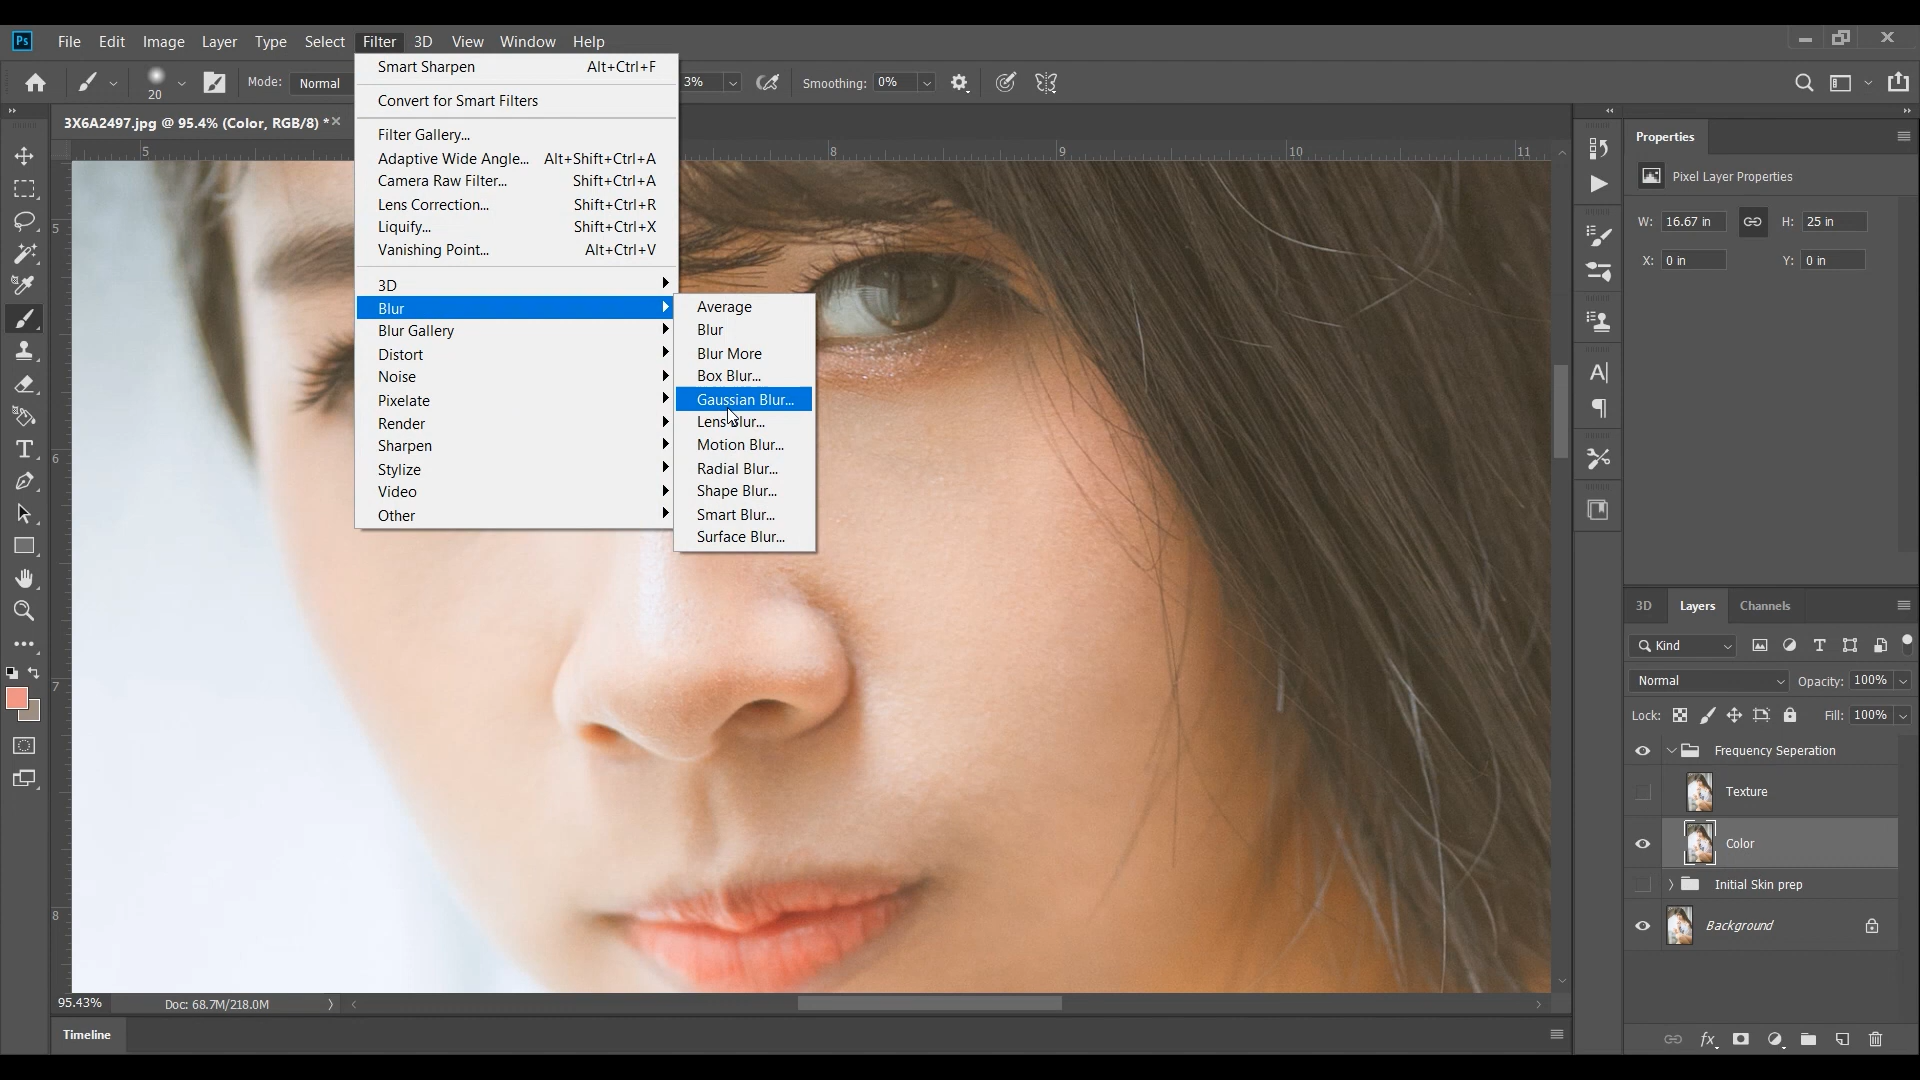 Ps File Edit Image Layer Type Select Filter 3D View Window Help
20 Mode: Normal 3% Smoothing: 0%
3X6A2497.jpg @ 95.4% (Color, RGB/8) *
Smart Sharpen Alt+Ctrl+F
Convert for Smart Filters
Filter Gallery...
Adaptive Wide Angle... Alt+Shift+Ctrl+A
Camera Raw Filter... Shift+Ctrl+A
Lens Correction... Shift+Ctrl+R
Liquify... Shift+Ctrl+X
Vanishing Point... Alt+Ctrl+V
3D
Blur
Blur Gallery
Distort
Noise
Pixelate
Render
Sharpen
Stylize
Video
Other
Average
Blur
Blur More
Box Blur...
Gaussian Blur...
Lens Blur...
Motion Blur...
Radial Blur...
Shape Blur...
Smart Blur...
Surface Blur...
5 8 9 10 11
5
6
7
8
Properties
Pixel Layer Properties
W: 16.67 in H: 25 in
X: 0 in Y: 0 in
3D Layers Channels
Kind
Normal Opacity: 100%
Lock: Fill: 100%
Frequency Seperation
Texture
Color
Initial Skin prep
Background
fx
95.43% Doc: 68.7M/218.0M
Timeline